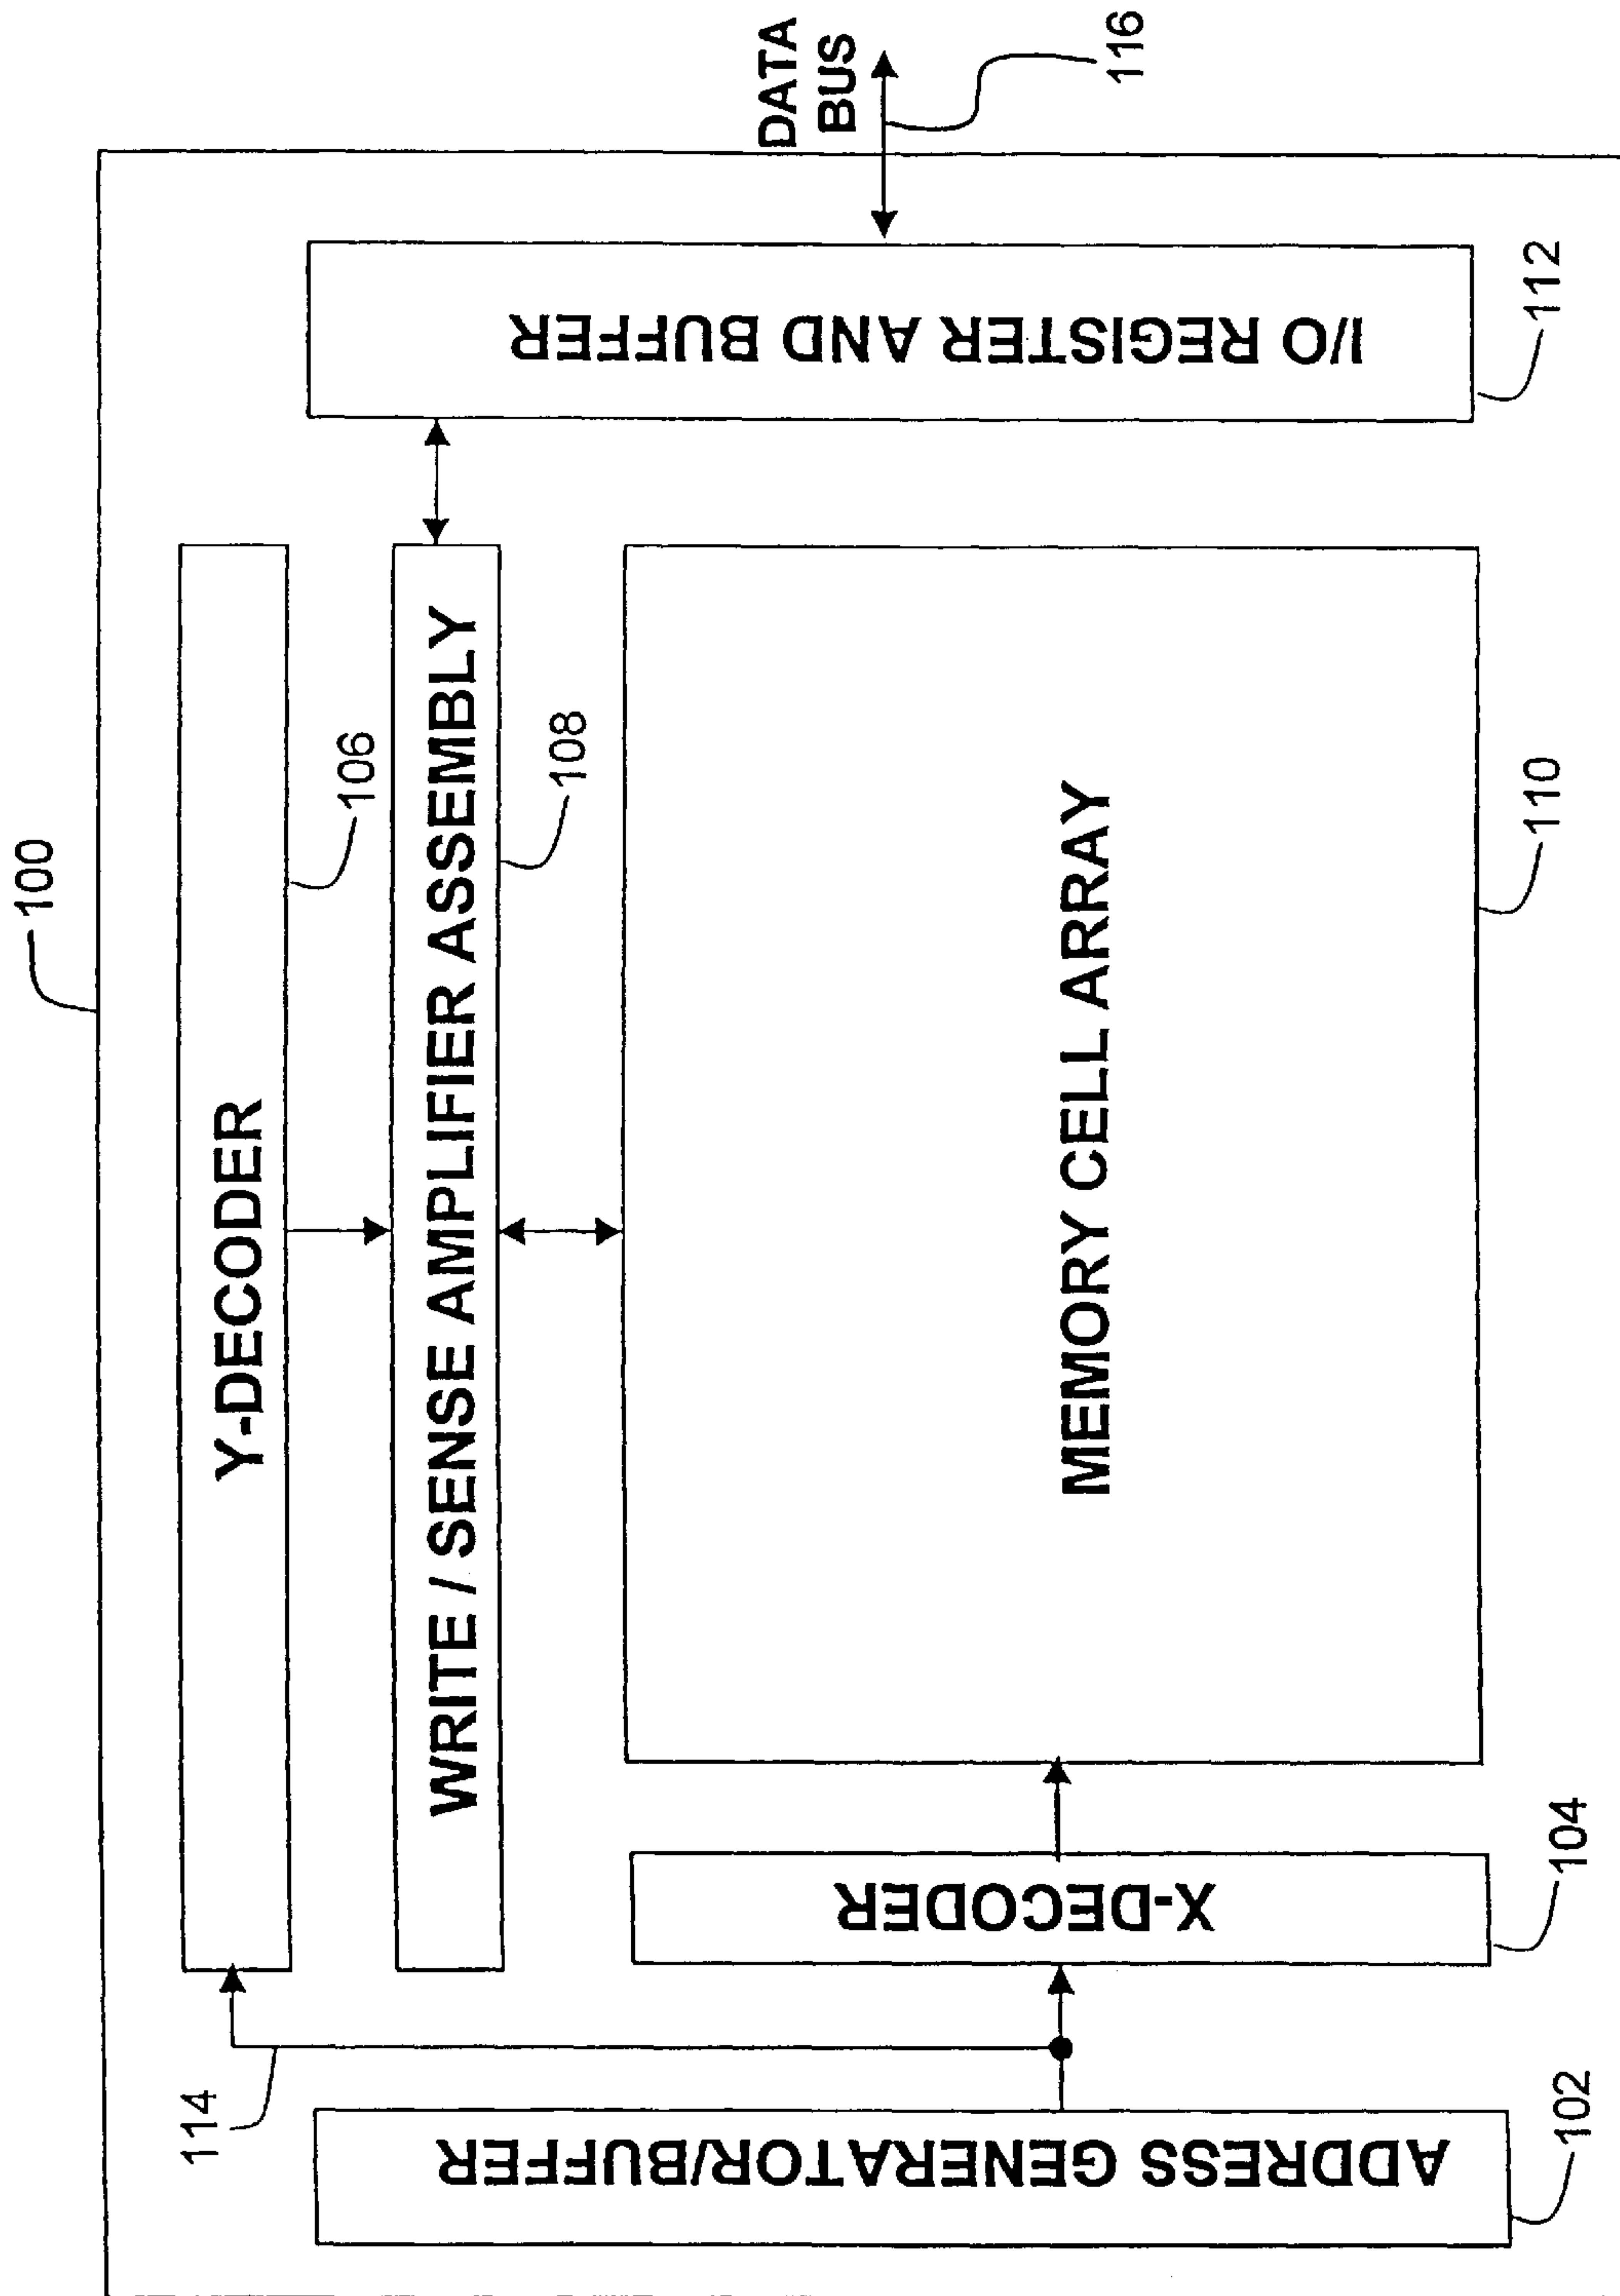 100
Y-DECODER
106
WRITE / SENSE AMPLIFIER ASSEMBLY
108
MEMORY CELL ARRAY
110
I/O REGISTER AND BUFFER
112
DATA
BUS
116
X-DECODER
104
114
ADDRESS GENERATOR/BUFFER
102